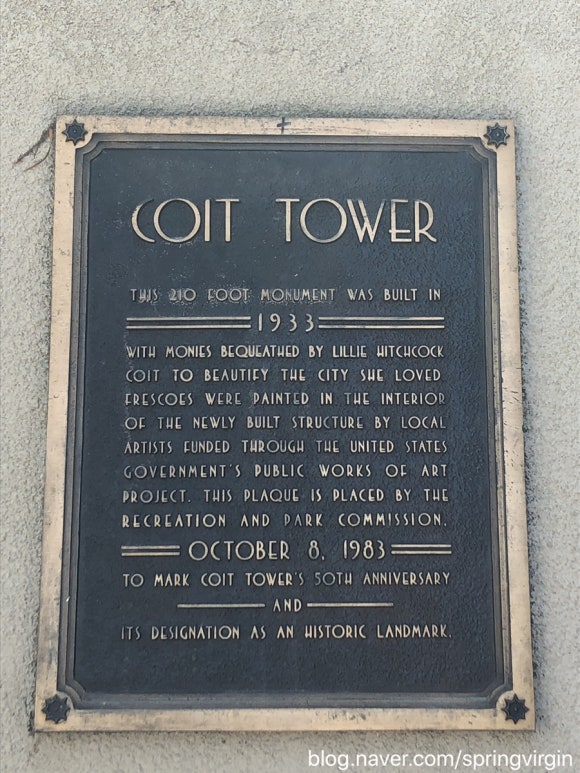 COIT TOWER
THIS 210 FOOT MONUMENT WAS BUILT IN
1933
WITH MONIES BEQUEATHED BY LILLIE HITCHCOCK
COIT TO BEAUTIFY THE CITY SHE LOVED
FRESCOES WERE PAINTED IN THE INTERIOR
OF THE NEWLY BUILT STRUCTURE BY LOCAL
ARTISTS FUNDED THROUGH THE UNITED STATES
GOVERNMENT'S PUBLIC WORKS OF ART
PROJECT. THIS PLAQUE IS PLACED BY THE
RECREATION AND PARK COMMISSION,
OCTOBER 8, 1983
TO MARK COIT TOWER'S 50TH ANNIVERSARY
AND
ITS DESIGNATION AS AN HISTORIC LANDMARK.
blog.naver.com/springvirgin